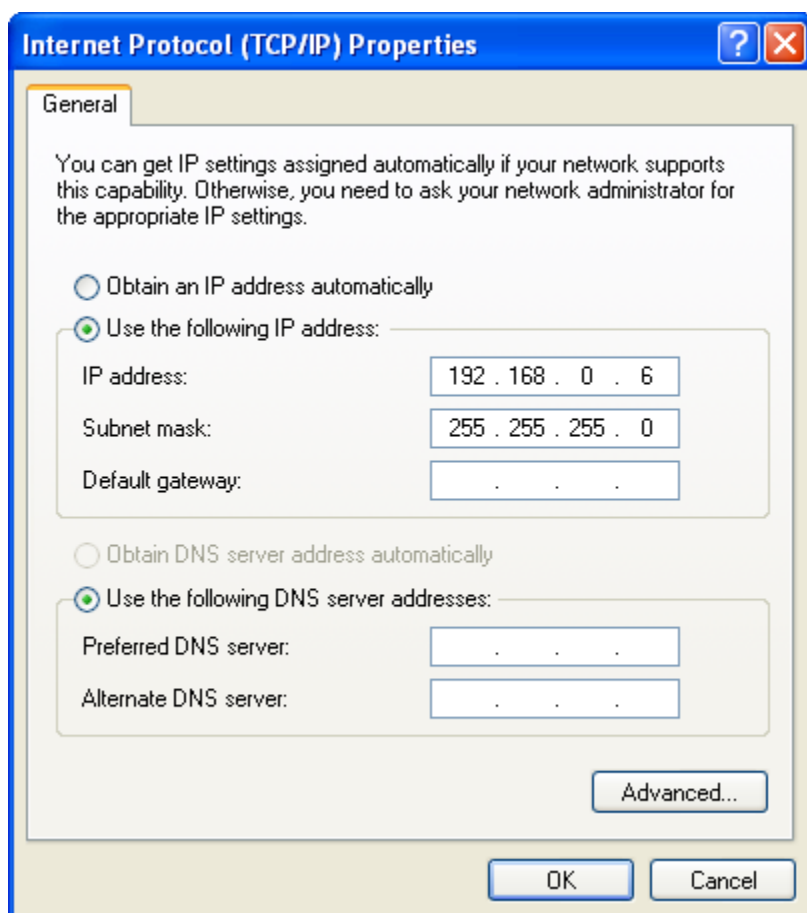 Internet Protocol (TCP/IP) Properties
General
You can get IP settings assigned automatically if your network supports
this capability. Otherwise, you need to ask your network administrator for
the appropriate IP settings.
Obtain an IP address automatically
Use the following IP address:
IP address: 192 . 168 . 0 . 6
Subnet mask: 255 . 255 . 255 . 0
Default gateway: . . .
Obtain DNS server address automatically
Use the following DNS server addresses:
Preferred DNS server: . . .
Alternate DNS server: . . .
Advanced...
OK Cancel